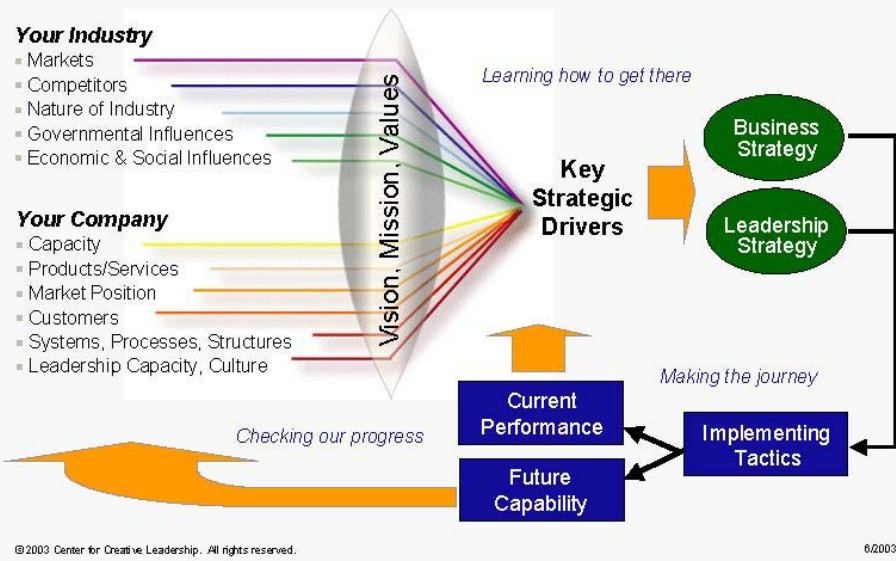 Your Industry
Markets
Competitors
Nature of Industry
Governmental Influences
Economic & Social Influences
Your Company
Capacity
Products/Services
Market Position
Customers
Systems, Processes, Structures
Leadership Capacity, Culture
Vision, Mission, Values
Learning how to get there
Key
Strategic
Drivers
Business
Strategy
Leadership
Strategy
Making the journey
Implementing
Tactics
Current
Performance
Future
Capability
Checking our progress
©2003 Center for Creative Leadership. All rights reserved.
6/2003